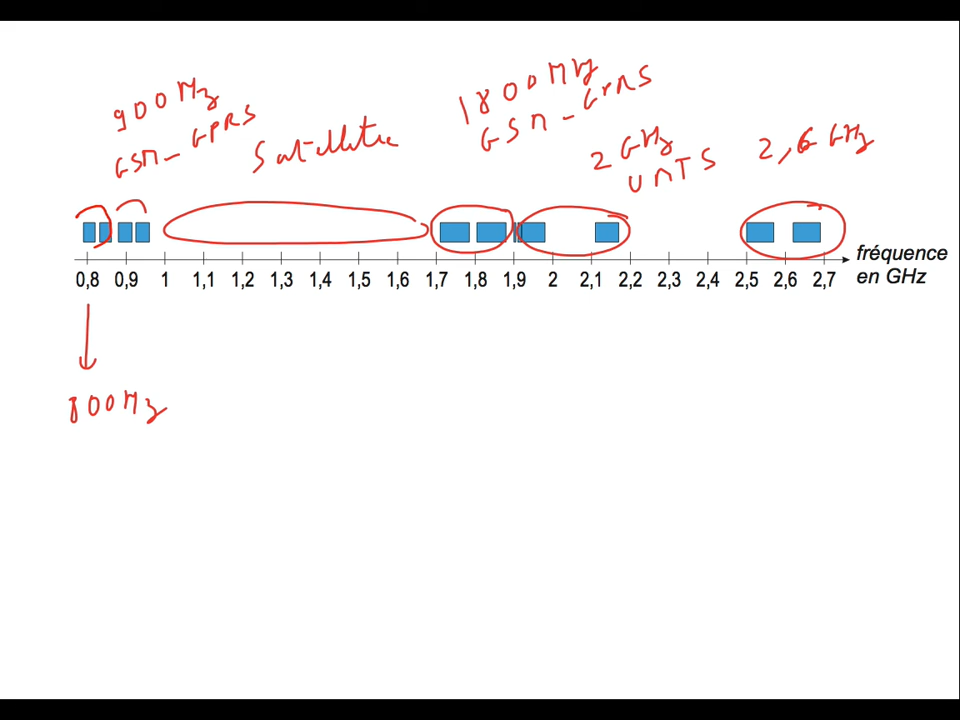 900 MHz
GSM - GPRS
Satellite
1800 MHz
GSM - GPRS
2 GHz
UMTS
2,6 GHz
0,8 0,9 1 1,1 1,2 1,3 1,4 1,5 1,6 1,7 1,8 1,9 2 2,1 2,2 2,3 2,4 2,5 2,6 2,7
fréquence
en GHz
800 MHz